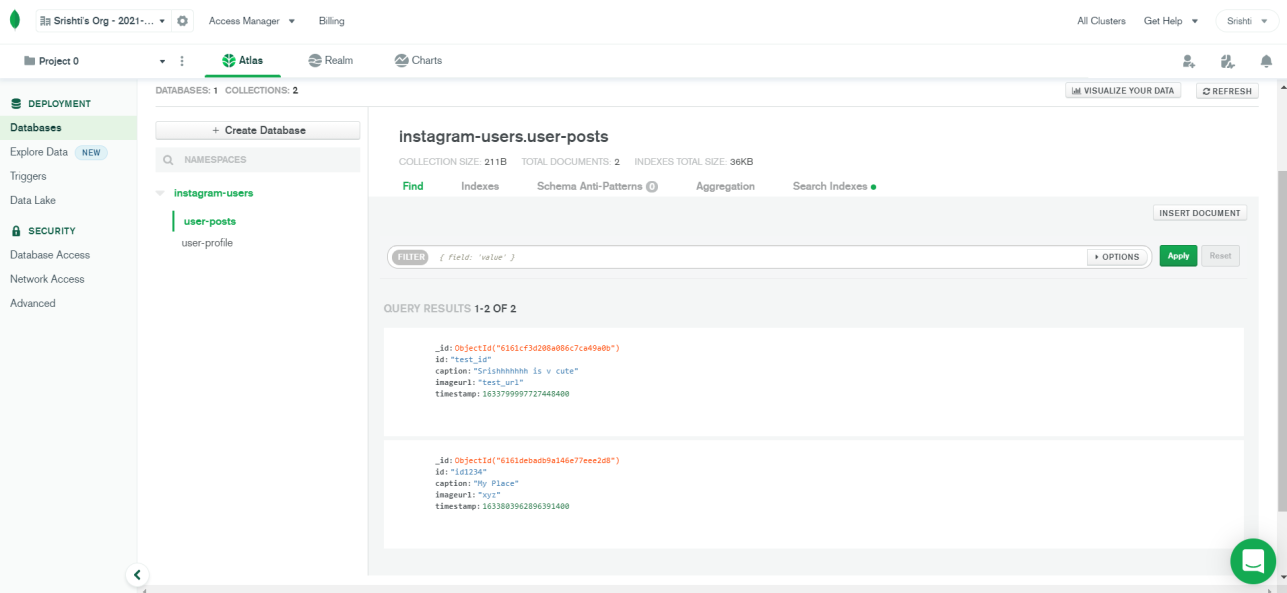 Srishti's Org - 2021-... Access Manager Billing All Clusters Get Help Srishti
Project 0 Atlas Realm Charts
DATABASES: 1 COLLECTIONS: 2 VISUALIZE YOUR DATA REFRESH
DEPLOYMENT
Databases
Explore Data NEW
Triggers
Data Lake
SECURITY
Database Access
Network Access
Advanced
+ Create Database
NAMESPACES
instagram-users
user-posts
user-profile
instagram-users.user-posts
COLLECTION SIZE: 211B TOTAL DOCUMENTS: 2 INDEXES TOTAL SIZE: 36KB
Find Indexes Schema Anti-Patterns 0 Aggregation Search Indexes
INSERT DOCUMENT
FILTER { field: 'value' } OPTIONS Apply Reset
QUERY RESULTS 1-2 OF 2
_id: ObjectId("6161cf3d208a086c7ca49a0b")
id: "test_id"
caption: "Srishhhhhhh is v cute"
imageurl: "test_url"
timestamp: 1633799997727448400
_id: ObjectId("6161debadb9a146e77eee2d8")
id: "id1234"
caption: "My Place"
imageurl: "xyz"
timestamp: 1633803962896391400